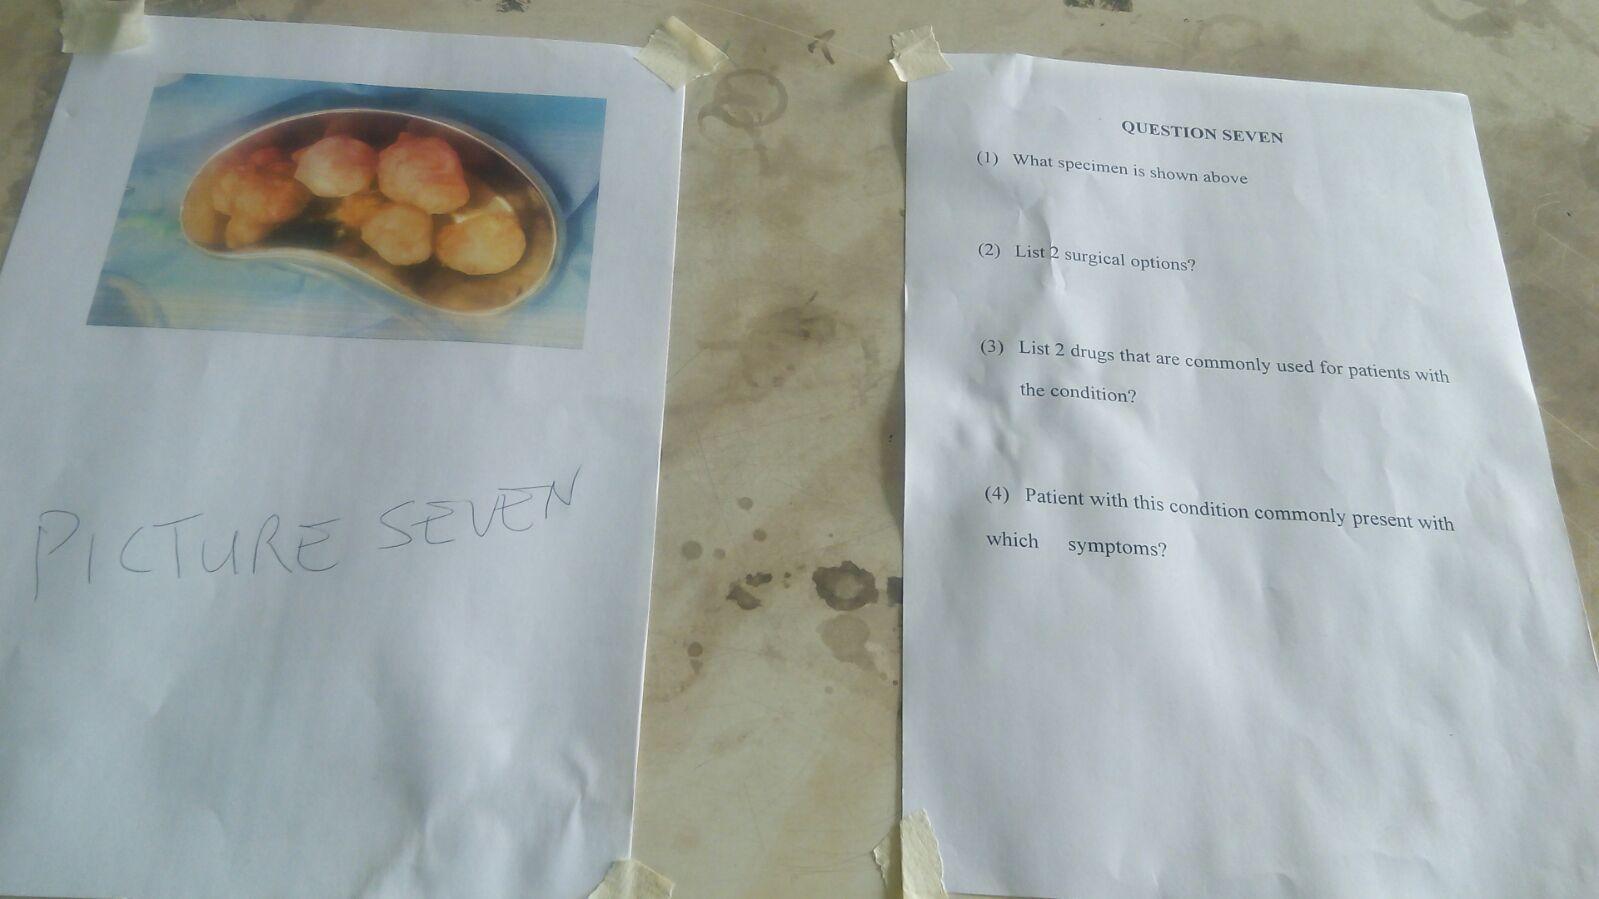 PICTURE SEVEN
QUESTION SEVEN
(1) What specimen is shown above
(2) List 2 surgical options?
(3) List 2 drugs that are commonly used for patients with
the condition?
(4) Patient with this condition commonly present with
which symptoms?